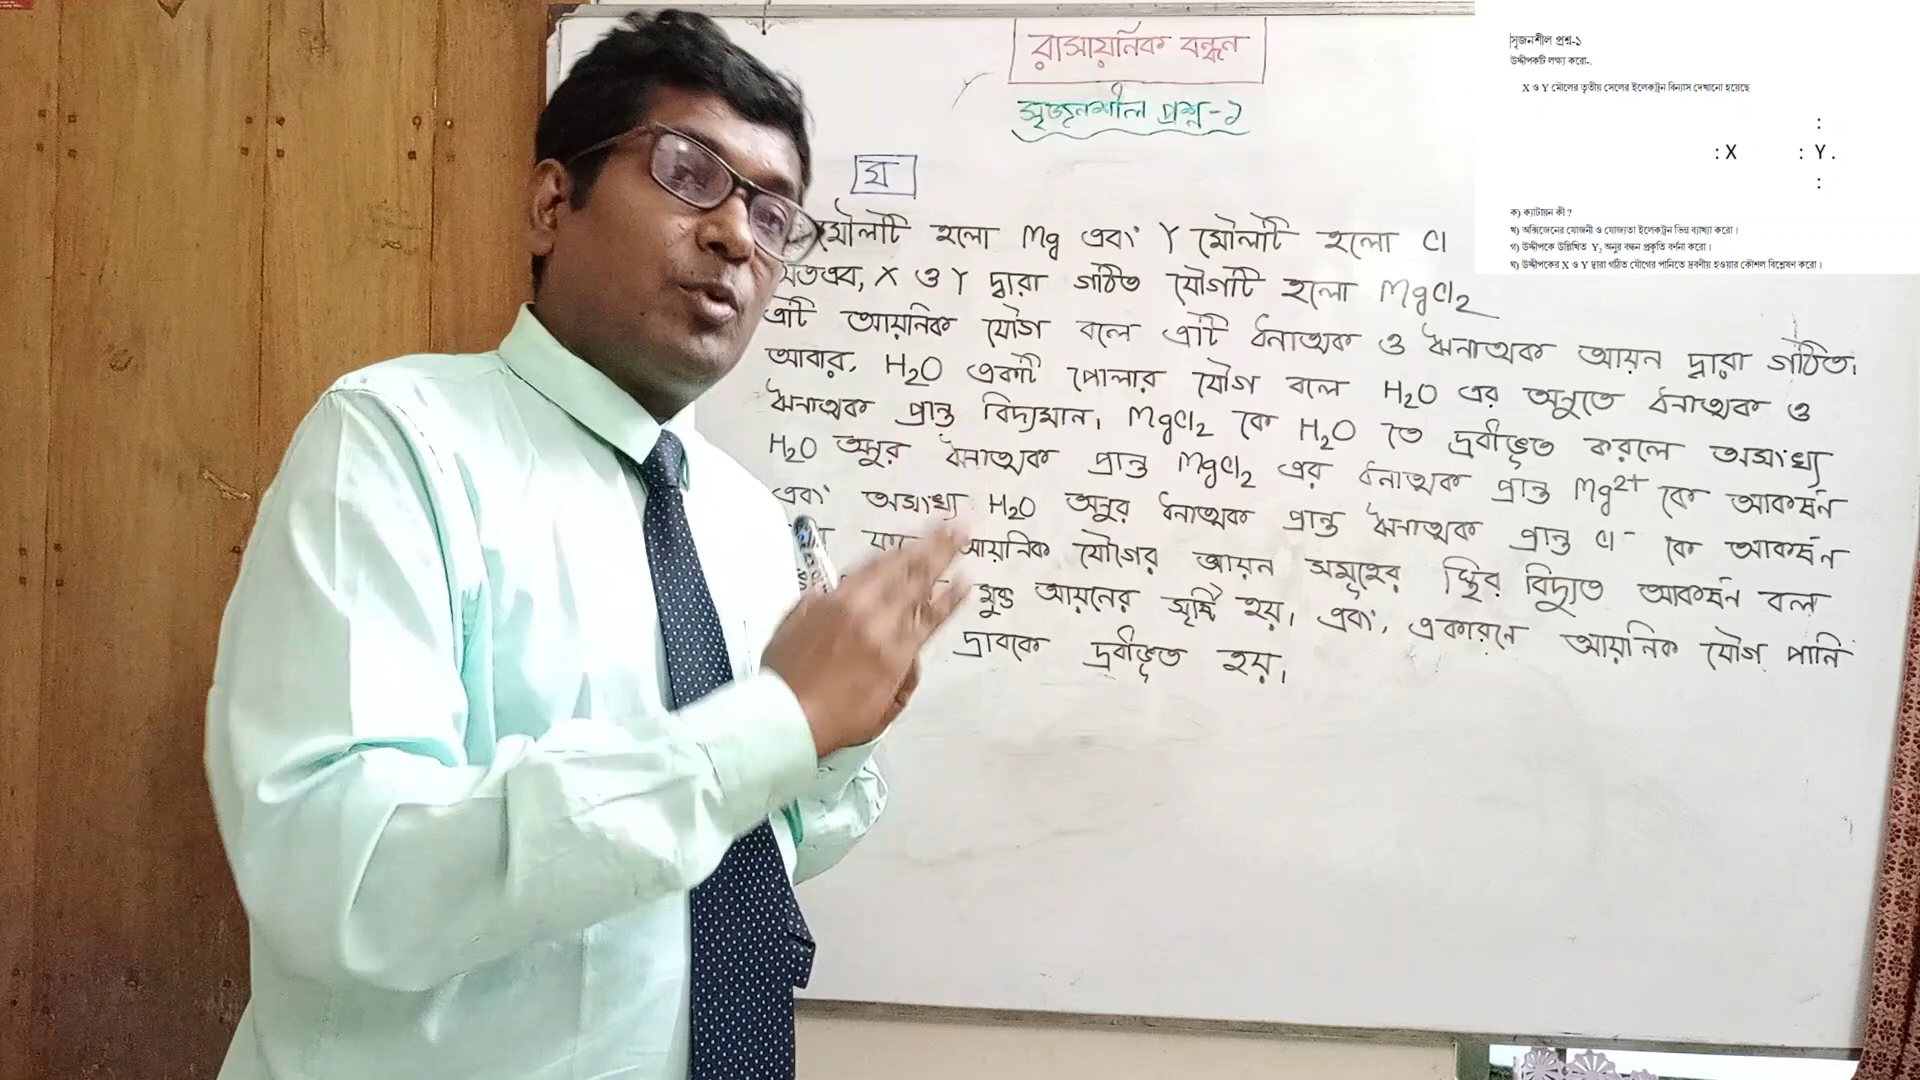 রাসায়নিক বন্ধন
সৃজনশীল প্রশ্ন-১
ঘ
মৌলটি হলো Mg এবং Y মৌলটি হলো Cl
অতএব, X ও Y দ্বারা গঠিত যৌগটি হলো MgCl₂
এটি আয়নিক যৌগ বলে এটি ধনাত্মক ও ঋনাত্মক আয়ন দ্বারা গঠিত।
আবার, H₂O একটি পোলার যৌগ বলে H₂O এর অনুতে ধনাত্মক ও
ঋনাত্মক প্রান্ত বিদ্যমান। MgCl₂ কে H₂O তে দ্রবীভূত করলে অসংখ্য
H₂O অনুর ঋনাত্মক প্রান্ত MgCl₂ এর ধনাত্মক প্রান্ত Mg²⁺ কে আকর্ষন
এবং অসংখ্য H₂O অনুর ধনাত্মক প্রান্ত ঋনাত্মক প্রান্ত Cl⁻ কে আকর্ষন
আয়নিক যৌগের আয়ন সমূহের স্থির বিদ্যুত আকর্ষন বল
মুক্ত আয়নের সৃষ্টি হয়। এবং, একারনে আয়নিক যৌগ পানি
দ্রাবকে দ্রবীভূত হয়।
সৃজনশীল প্রশ্ন-১
উদ্দীপকটি লক্ষ্য করো-.
X ও Y মৌলের তৃতীয় সেলের ইলেকট্রন বিন্যাস দেখানো হয়েছে
:
: X : Y .
:
ক) ক্যাটায়ন কী ?
খ) অক্সিজেনের যোজনী ও যোজ্যতা ইলেকট্রন ভিন্ন ব্যাখ্যা করো।
গ) উদ্দীপকে উল্লিখিত Y₂ অনুর বন্ধন প্রকৃতি বর্ণনা করো।
ঘ) উদ্দীপকের X ও Y দ্বারা গঠিত যৌগের পানিতে দ্রবণীয় হওয়ার কৌশল বিশ্লেষণ করো।